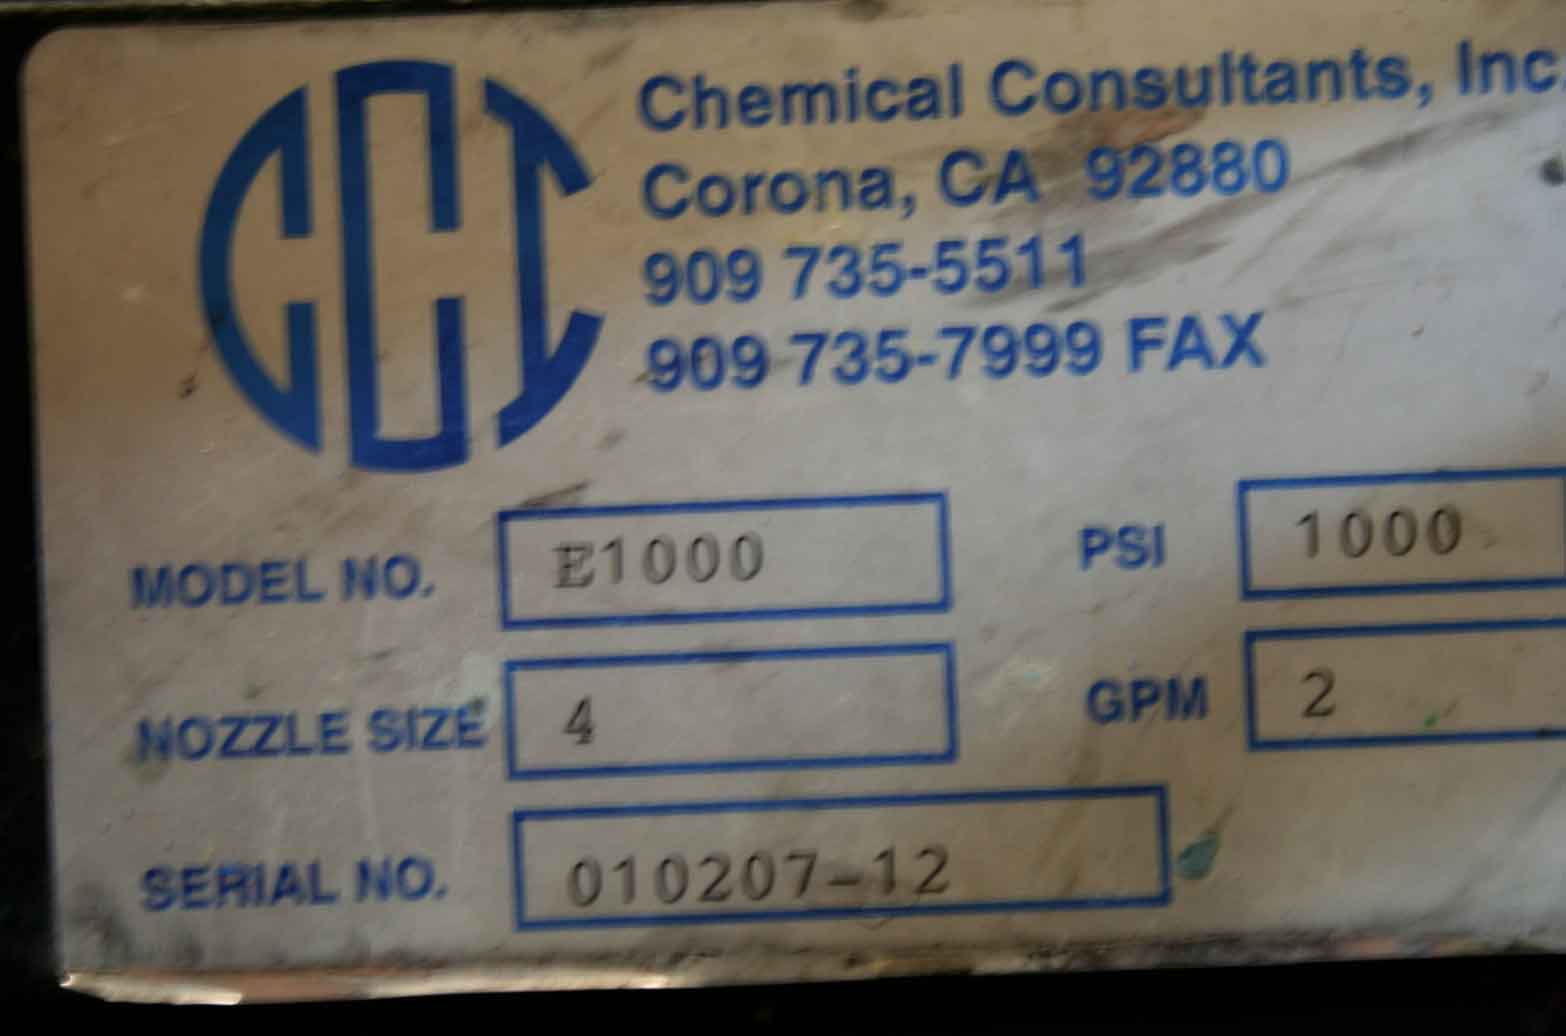 CCI
Chemical Consultants, Inc.
Corona, CA 92880
909 735-5511
909 735-7999 FAX
MODEL NO. E1000 PSI 1000
NOZZLE SIZE 4 GPM 2
SERIAL NO. 010207-12